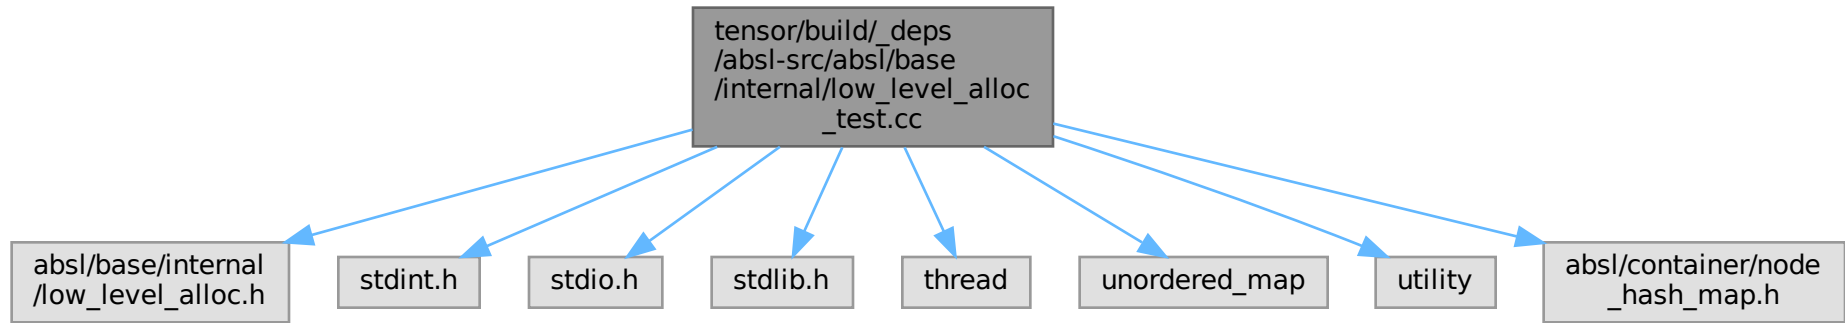 tensor/build/_deps
/absl-src/absl/base
/internal/low_level_alloc
_test.cc
absl/base/internal
/low_level_alloc.h
stdint.h
stdio.h
stdlib.h
thread
unordered_map
utility
absl/container/node
_hash_map.h